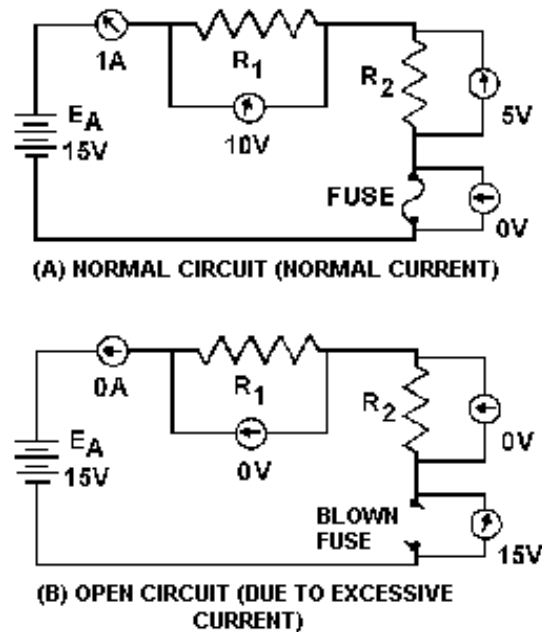 1A
R1
R2
EA
15V
10V
5V
FUSE
0V
(A) NORMAL CIRCUIT (NORMAL CURRENT)
0A
R1
R2
EA
15V
0V
0V
BLOWN
FUSE
15V
(B) OPEN CIRCUIT (DUE TO EXCESSIVE
CURRENT)